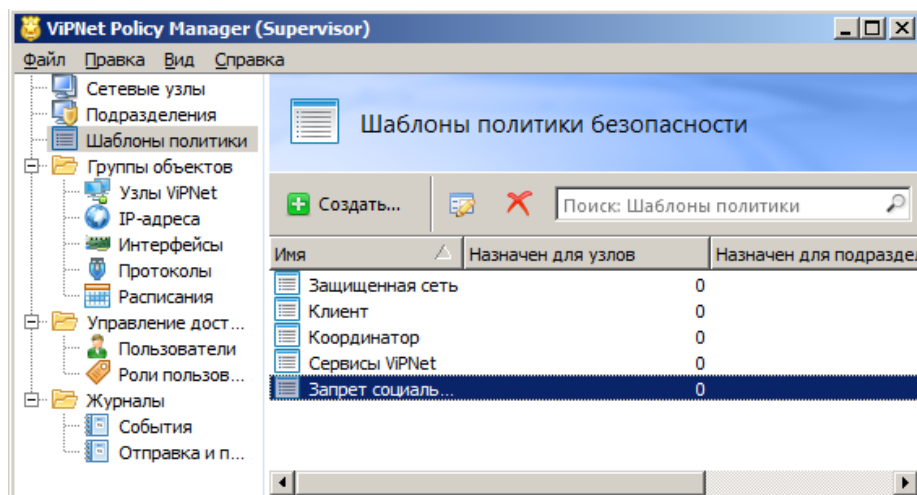 ViPNet Policy Manager (Supervisor)
Файл Правка Вид Справка
Сетевые узлы
Подразделения
Шаблоны политики
Группы объектов
Узлы ViPNet
IP-адреса
Интерфейсы
Протоколы
Расписания
Управление дост...
Пользователи
Роли пользов...
Журналы
События
Отправка и п...
Шаблоны политики безопасности
Создать... Поиск: Шаблоны политики
Имя Назначен для узлов Назначен для подразде
Защищенная сеть 0
Клиент 0
Координатор 0
Сервисы ViPNet 0
Запрет социаль... 0